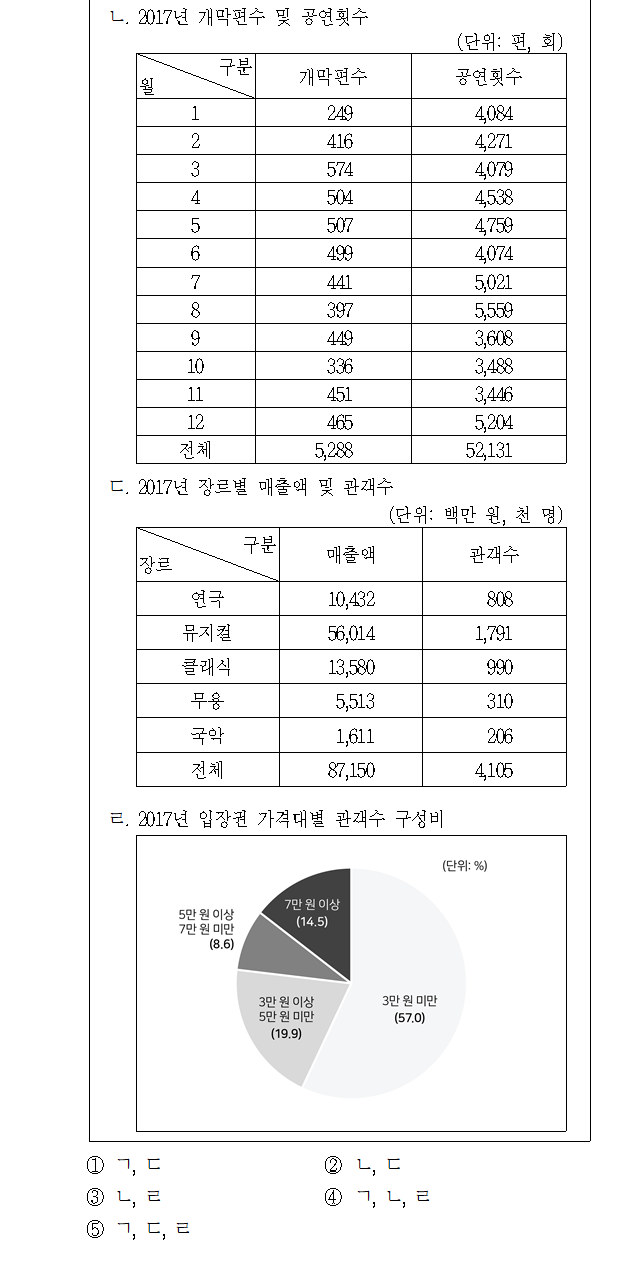 ㄴ. 2017년 개막편수 및 공연횟수
(단위: 편, 회)
구분
월
개막편수 공연횟수
1 249 4,084
2 416 4,271
3 574 4,079
4 504 4,538
5 507 4,759
6 499 4,074
7 441 5,021
8 397 5,559
9 449 3,608
10 336 3,488
11 451 3,446
12 465 5,204
전체 5,288 52,131
ㄷ. 2017년 장르별 매출액 및 관객수
(단위: 백만 원, 천 명)
구분
장르
매출액 관객수
연극 10,432 808
뮤지컬 56,014 1,791
클래식 13,580 990
무용 5,513 310
국악 1,611 206
전체 87,150 4,105
ㄹ. 2017년 입장권 가격대별 관객수 구성비
(단위: %)
7만 원 이상
(14.5)
5만 원 이상
7만 원 미만
(8.6)
3만 원 이상
5만 원 미만
(19.9)
3만 원 미만
(57.0)
① ㄱ, ㄷ ② ㄴ, ㄷ
③ ㄴ, ㄹ ④ ㄱ, ㄴ, ㄹ
⑤ ㄱ, ㄷ, ㄹ